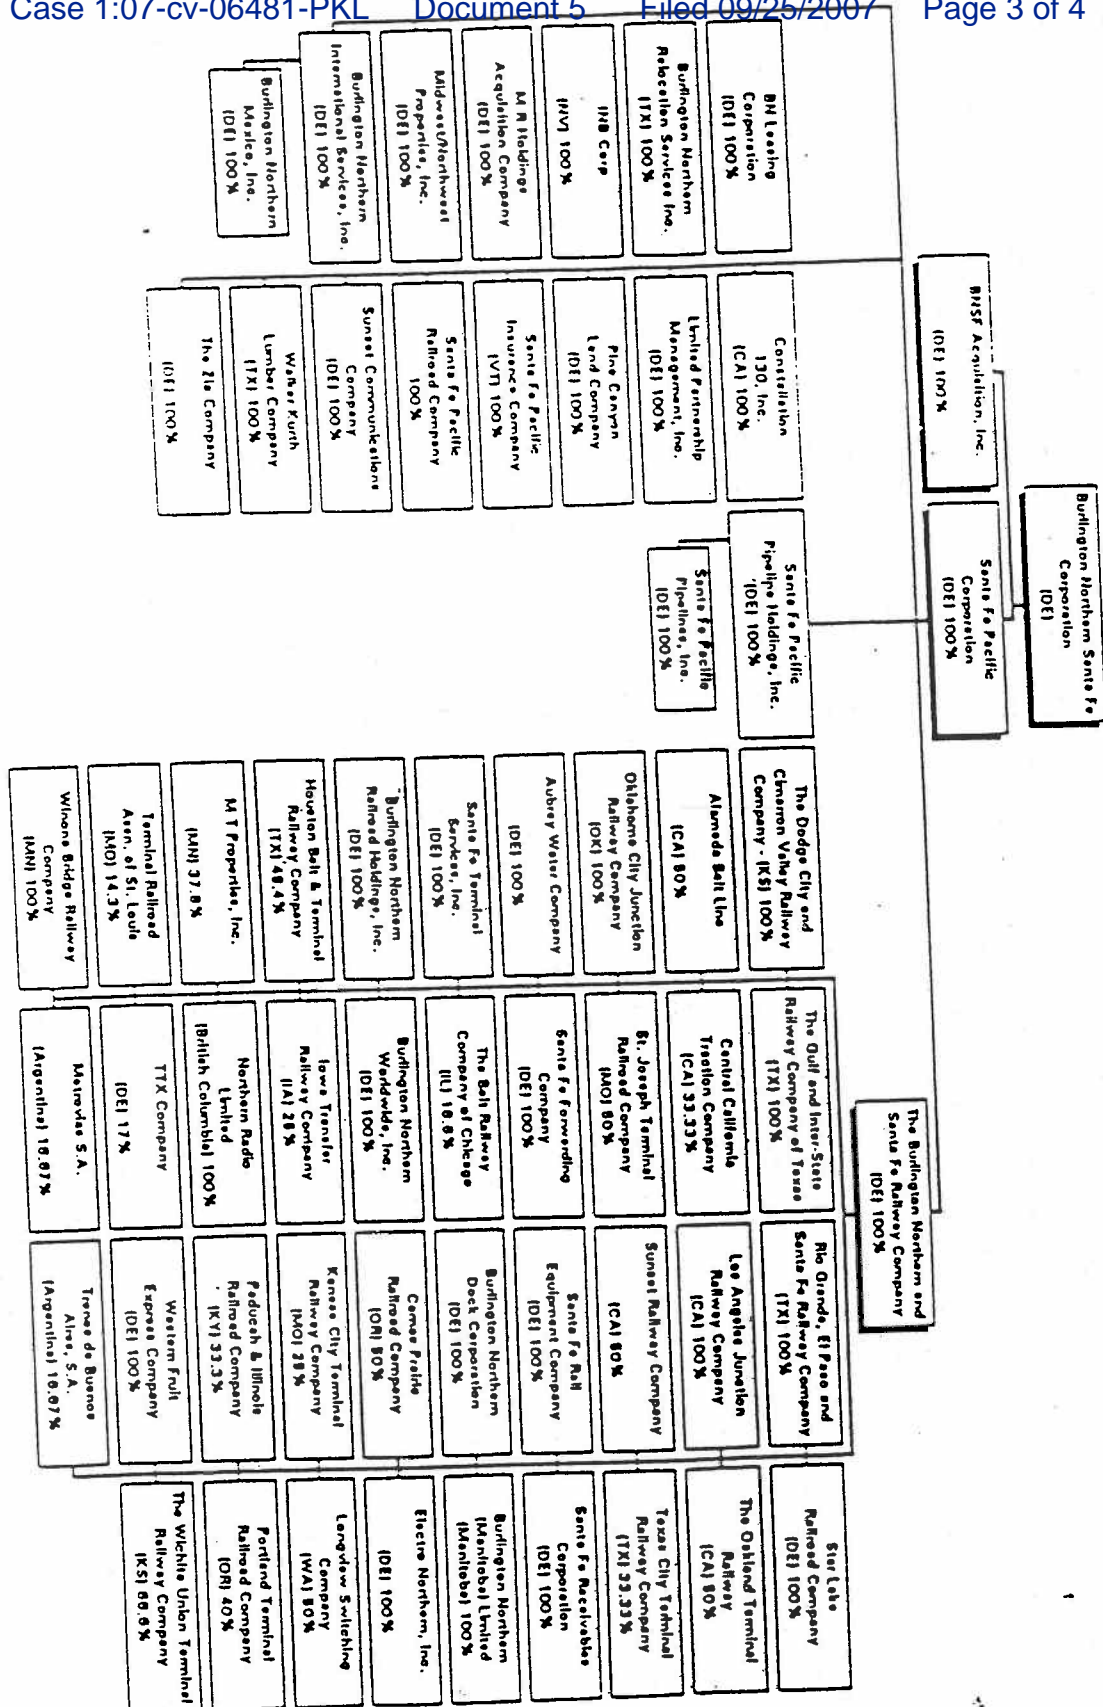 Case 1:07-cv-06481-PKL Document 5 Filed 09/25/2007 Page 3 of 4
Burlington Northern Santa Fe
Corporation
(DE)
BNSF Acquisition, Inc.
(DE) 100%
Santa Fe Pacific
Corporation
(DE) 100%
The Burlington Northern and
Santa Fe Railway Company
(DE) 100%
BN Leasing
Corporation
(DE) 100%
Burlington Northern
Relocation Services Inc.
(TX) 100%
INB Corp
(NV) 100%
M R Holdings
Acquisition Company
(DE) 100%
Midwest/Northwest
Properties, Inc.
(DE) 100%
Burlington Northern
International Services, Inc.
(DE) 100%
Burlington Northern
Mexico, Inc.
(DE) 100%
Constellation
130, Inc.
(CA) 100%
Limited Partnership
Management, Inc.
(DE) 100%
Pine Canyon
Land Company
(DE) 100%
Santa Fe Pacific
Insurance Company
(VT) 100%
Santa Fe Pacific
Railroad Company
100%
Sunset Communications
Company
(DE) 100%
Walker Kurth
Lumber Company
(TX) 100%
The Zia Company
(DE) 100%
Santa Fe Pacific
Pipeline Holdings, Inc.
(DE) 100%
Santa Fe Pacific
Pipelines, Inc.
(DE) 100%
The Dodge City and
Cimarron Valley Railway
Company - (KS) 100%
Alameda Belt Line
(CA) 50%
Oklahoma City Junction
Railway Company
(OK) 100%
Aubrey Water Company
(DE) 100%
Santa Fe Terminal
Services, Inc.
(DE) 100%
Burlington Northern
Railroad Holdings, Inc.
(DE) 100%
Houston Belt & Terminal
Railway Company
(TX) 49.4%
M T Properties, Inc.
(MN) 37.8%
Terminal Railroad
Assn. of St. Louis
(MO) 14.3%
Winona Bridge Railway
Company
(MN) 100%
The Gulf and Inter-State
Railway Company of Texas
(TX) 100%
Central California
Traction Company
(CA) 33.33%
St. Joseph Terminal
Railroad Company
(MO) 50%
Santa Fe Forwarding
Company
(DE) 100%
The Belt Railway
Company of Chicago
(IL) 16.6%
Burlington Northern
Worldwide, Inc.
(DE) 100%
Iowa Transfer
Railway Company
(IA) 25%
Northern Radio
Limited
(British Columbia) 100%
TTX Company
(DE) 17%
Metrovias S.A.
(Argentina) 16.67%
Rio Grande, El Paso and
Santa Fe Railway Company
(TX) 100%
Los Angeles Junction
Railway Company
(CA) 100%
Sunset Railway Company
(CA) 50%
Santa Fe Rail
Equipment Company
(DE) 100%
Burlington Northern
Dock Corporation
(DE) 100%
Camas Prairie
Railroad Company
(OR) 50%
Kansas City Terminal
Railway Company
(MO) 25%
Paducah & Illinois
Railroad Company
(KY) 33.3%
Western Fruit
Express Company
(DE) 100%
Trenes de Buenos
Aires, S.A.
(Argentina) 16.67%
Star Lake
Railroad Company
(DE) 100%
The Oakland Terminal
Railway
(CA) 50%
Texas City Terminal
Railway Company
(TX) 33.33%
Santa Fe Receivables
Corporation
(DE) 100%
Burlington Northern
(Manitoba) Limited
(Manitoba) 100%
Electro Northern, Inc.
(DE) 100%
Longview Switching
Company
(WA) 50%
Portland Terminal
Railroad Company
(OR) 40%
The Wichita Union Terminal
Railway Company
(KS) 66.6%